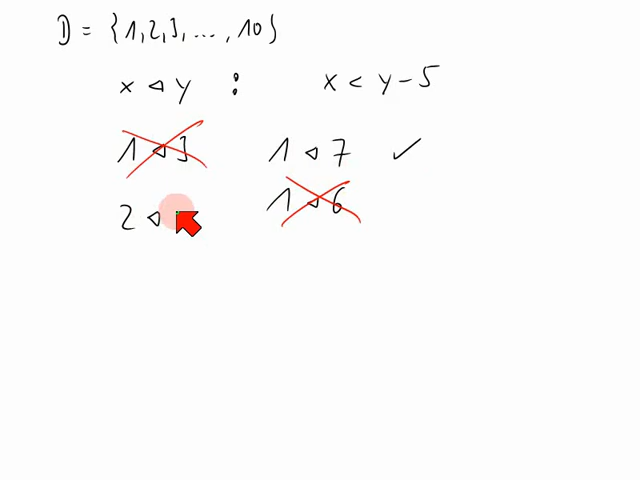 D = {1,2,3,...,10}
x ◁ y : x < y - 5
1 ◁ 3 1 ◁ 7 ✓
2 ◁ 1 ◁ 6